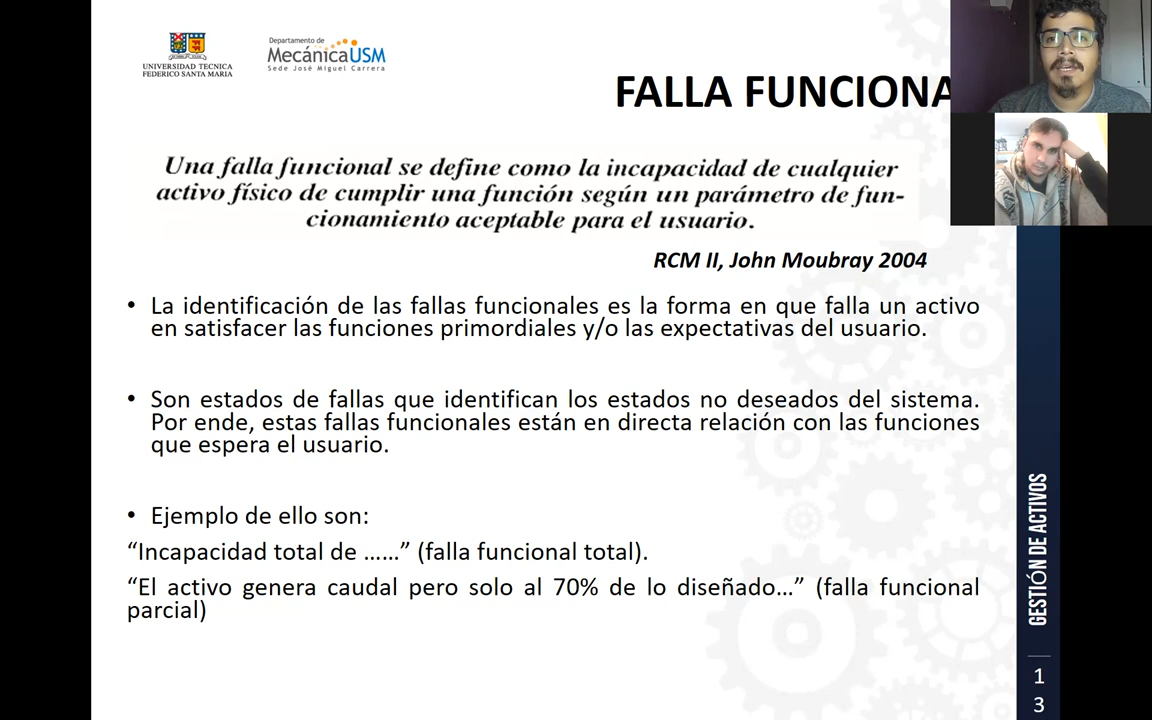 UNIVERSIDAD TECNICA
FEDERICO SANTA MARIA
Departamento de
MecánicaUSM
Sede José Miguel Carrera
FALLA FUNCIONA
Una falla funcional se define como la incapacidad de cualquier
activo físico de cumplir una función según un parámetro de fun-
cionamiento aceptable para el usuario.
RCM II, John Moubray 2004
• La identificación de las fallas funcionales es la forma en que falla un activo
en satisfacer las funciones primordiales y/o las expectativas del usuario.
• Son estados de fallas que identifican los estados no deseados del sistema.
Por ende, estas fallas funcionales están en directa relación con las funciones
que espera el usuario.
• Ejemplo de ello son:
“Incapacidad total de ……” (falla funcional total).
“El activo genera caudal pero solo al 70% de lo diseñado…” (falla funcional
parcial)
GESTIÓN DE ACTIVOS
1
3